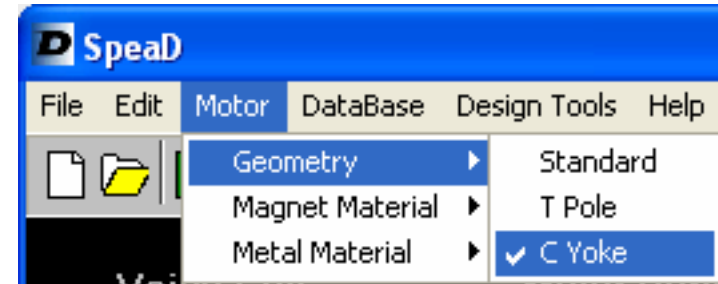 SpeaD
File Edit Motor DataBase Design Tools Help
Geometry Standard
Magnet Material T Pole
Metal Material C Yoke